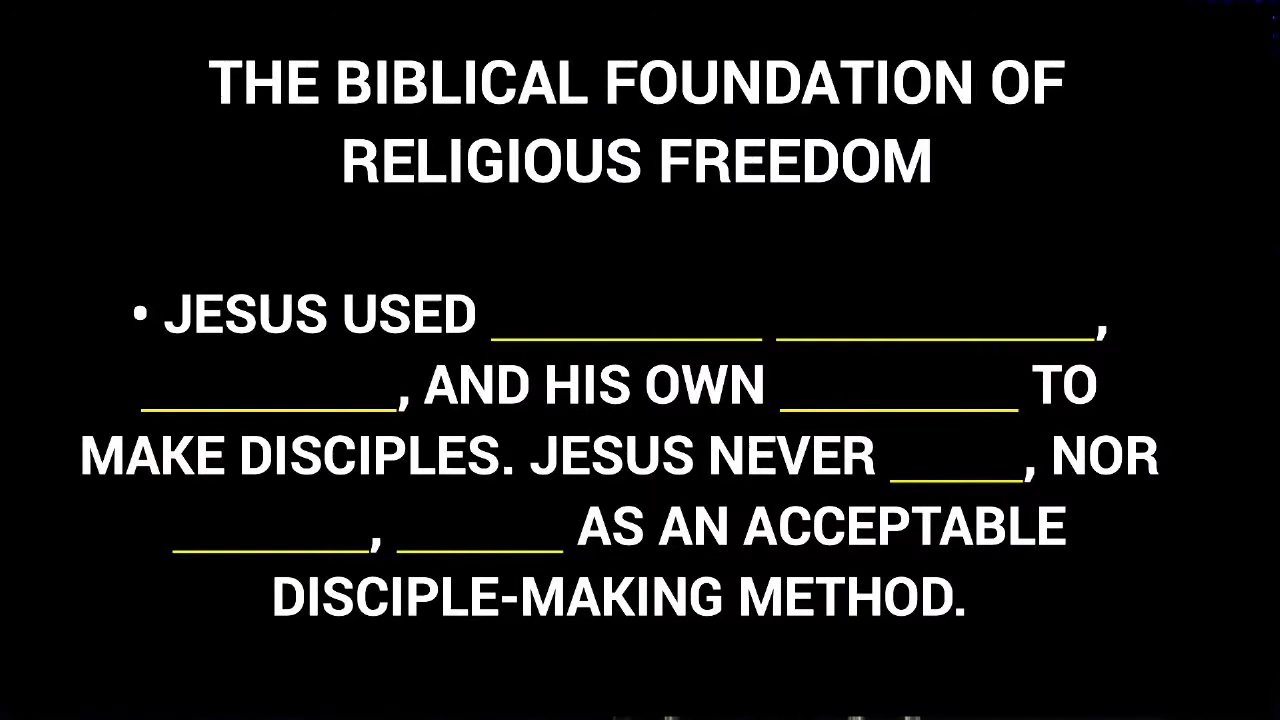 THE BIBLICAL FOUNDATION OF
RELIGIOUS FREEDOM
• JESUS USED __________ ____________,
__________, AND HIS OWN _________ TO
MAKE DISCIPLES. JESUS NEVER _____, NOR
_______, ______ AS AN ACCEPTABLE
DISCIPLE-MAKING METHOD.